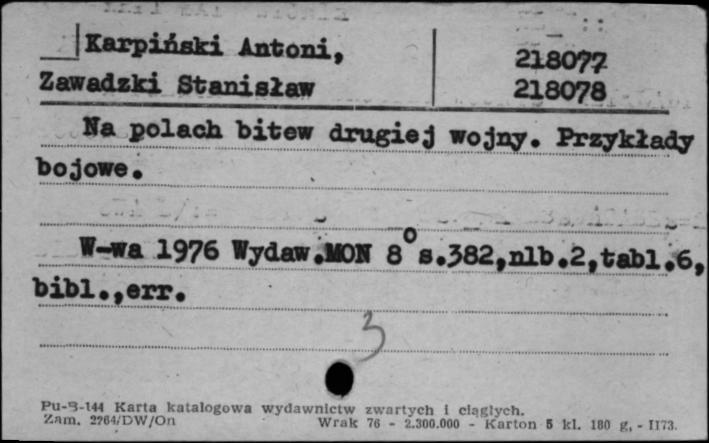 Karpiński Antoni, 218077
Zawadzki Stanisław 218078
Na polach bitew drugiej wojny. Przykłady
bojowe.
W-wa 1976 Wydaw.MON 8° s.382,nlb.2,tabl.6,
bibl.,err.
3
Pu-B-144 Karta katalogowa wydawnictw zwartych i ciągłych.
Zam. 2264/DW/On Wrak 76 - 2.300.000 - Karton 5 kl. 180 g, - II73.